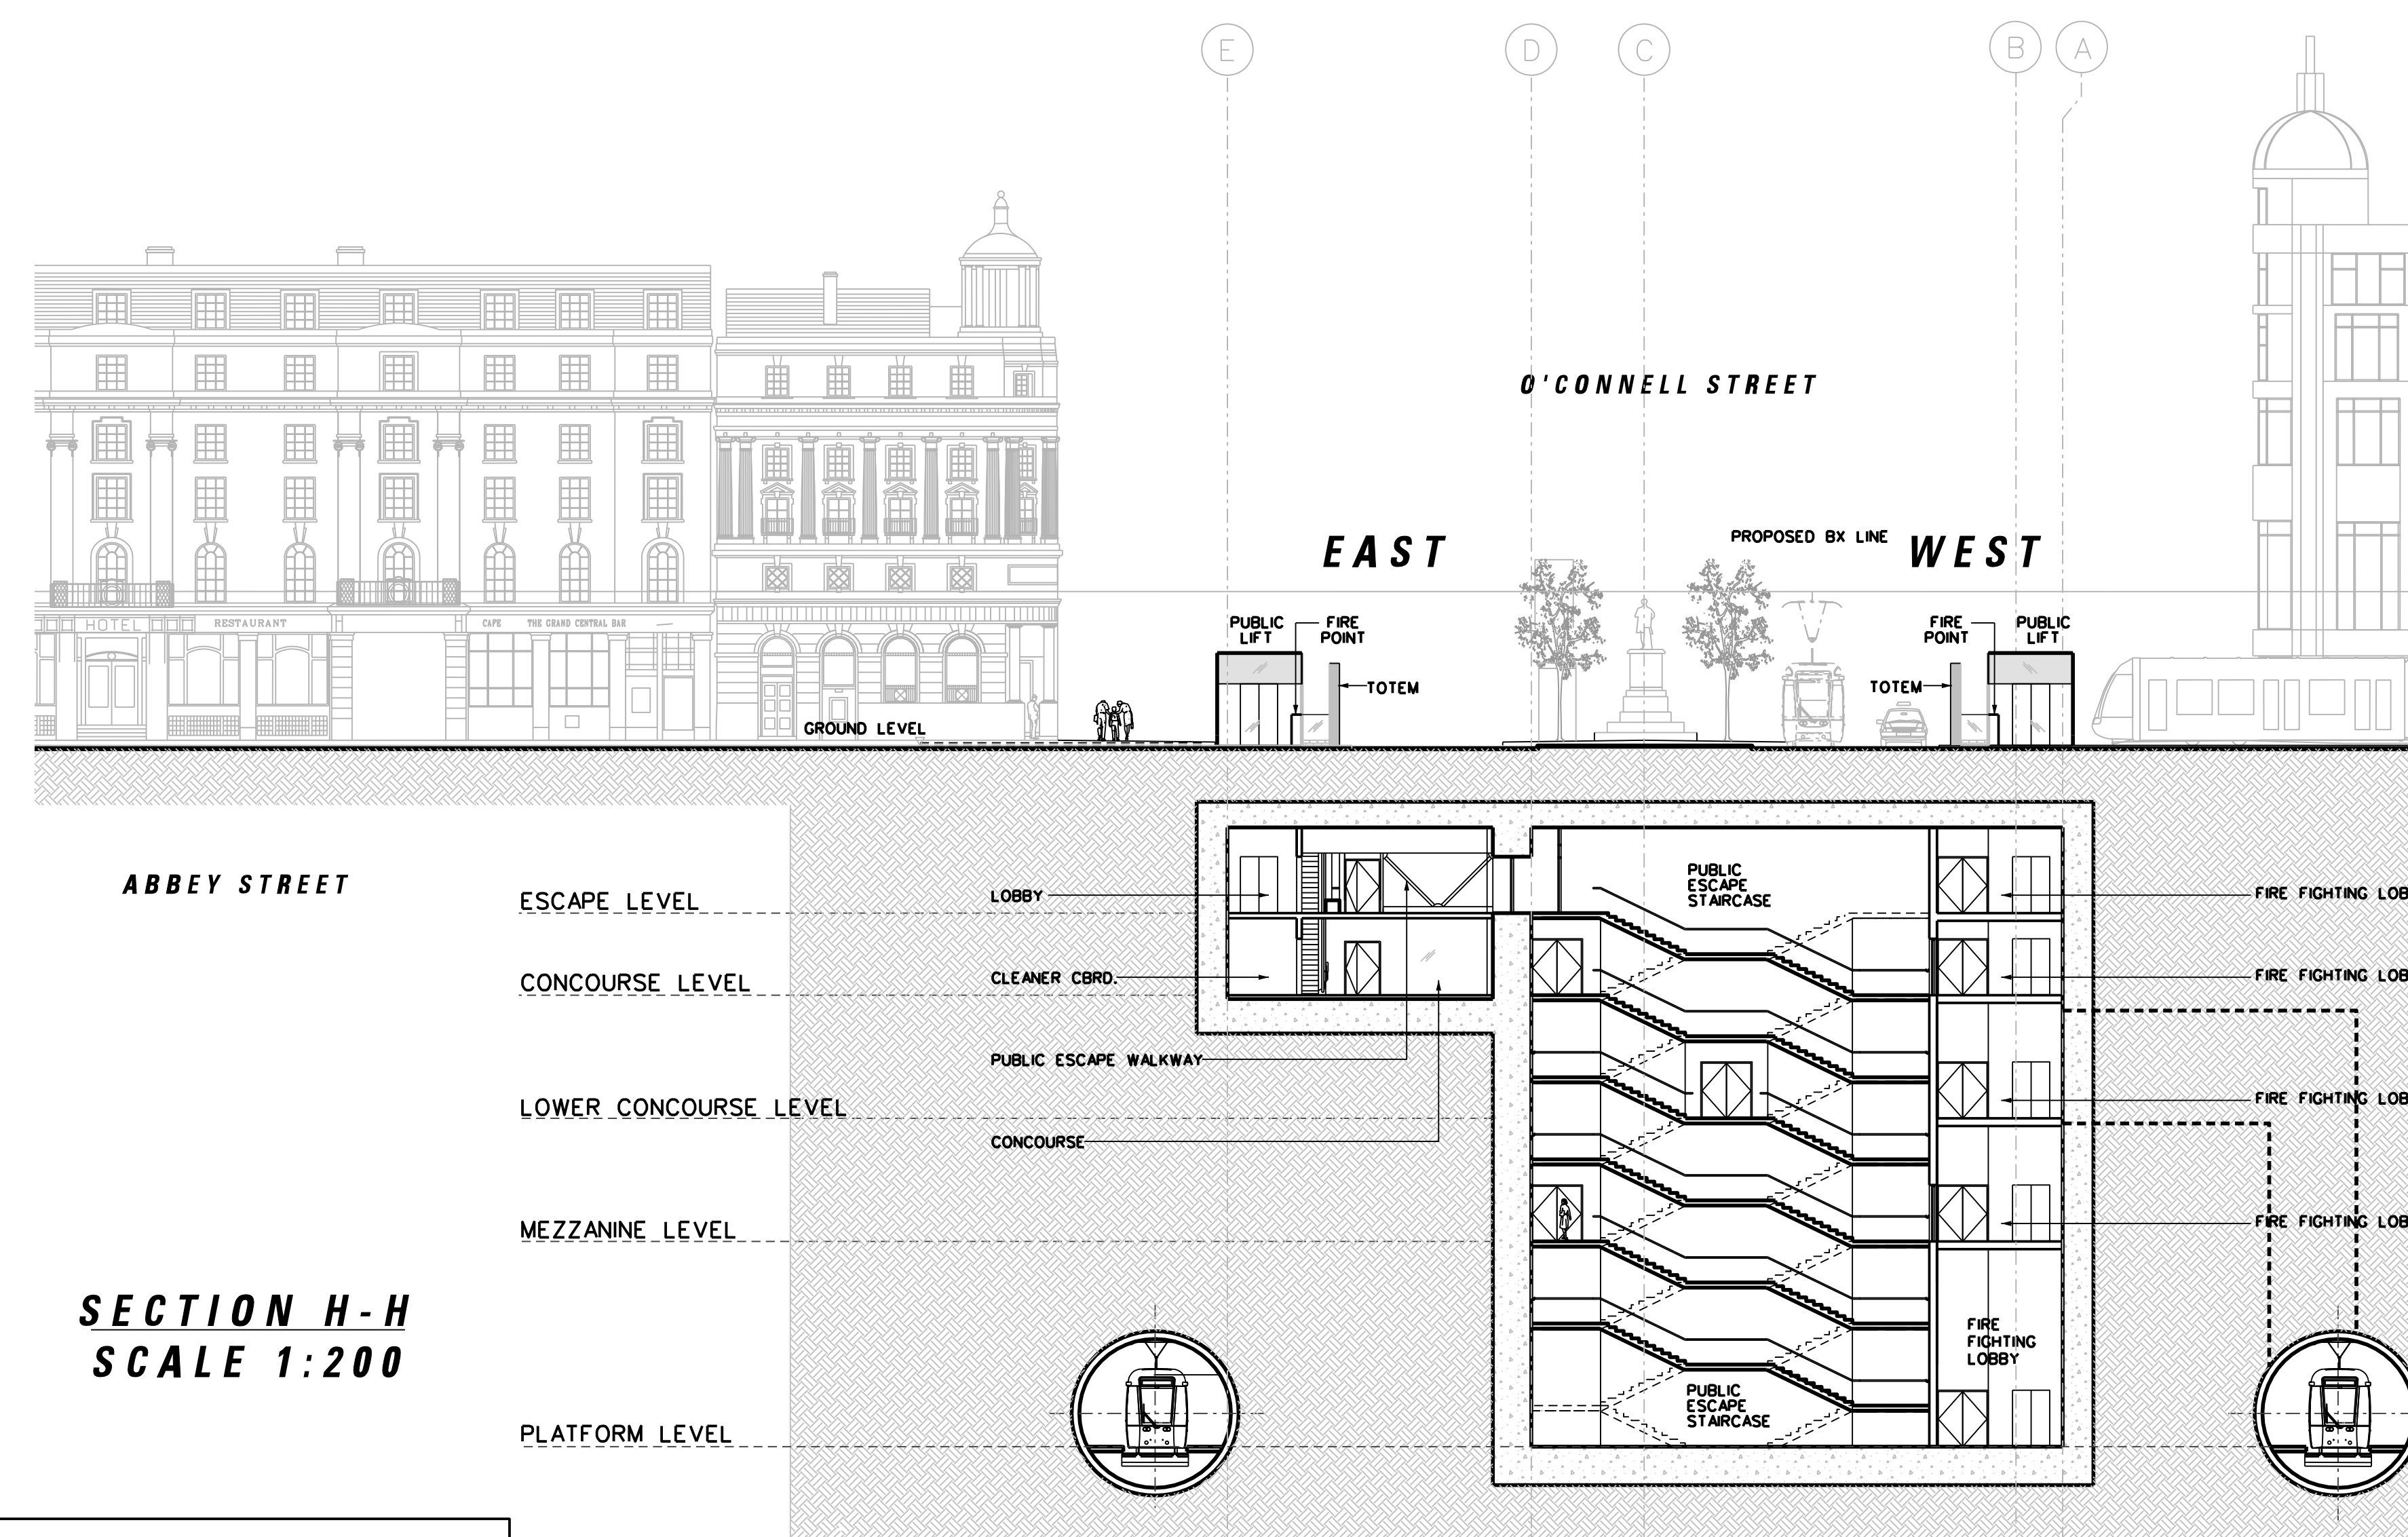 E
D
C
B
A
O'CONNELL STREET
EAST
PROPOSED BX LINE
WEST
HOTEL
RESTAURANT
CAFE
THE GRAND CENTRAL BAR
PUBLIC
LIFT
FIRE
POINT
TOTEM
FIRE
POINT
PUBLIC
LIFT
TOTEM
GROUND LEVEL
ABBEY STREET
ESCAPE LEVEL
LOBBY
PUBLIC
ESCAPE
STAIRCASE
FIRE FIGHTING LOB
CONCOURSE LEVEL
CLEANER CBRD.
FIRE FIGHTING LOB
PUBLIC ESCAPE WALKWAY
LOWER CONCOURSE LEVEL
FIRE FIGHTING LOB
CONCOURSE
MEZZANINE LEVEL
FIRE FIGHTING LOB
SECTION H-H
SCALE 1:200
FIRE
FIGHTING
LOBBY
PUBLIC
ESCAPE
STAIRCASE
PLATFORM LEVEL